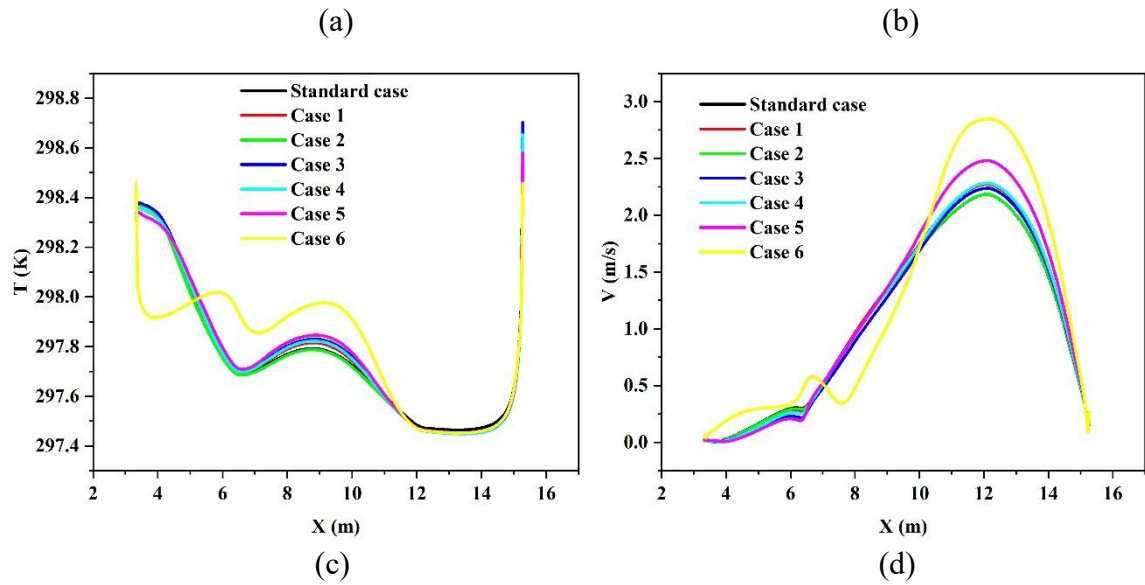 (a) (b)
298.8
298.6
298.4
298.2
298.0
297.8
297.6
297.4
T (K)
Standard case
Case 1
Case 2
Case 3
Case 4
Case 5
Case 6
2 4 6 8 10 12 14 16
X (m)
(c)
3.0
2.5
2.0
1.5
1.0
0.5
0.0
V (m/s)
Standard case
Case 1
Case 2
Case 3
Case 4
Case 5
Case 6
2 4 6 8 10 12 14 16
X (m)
(d)